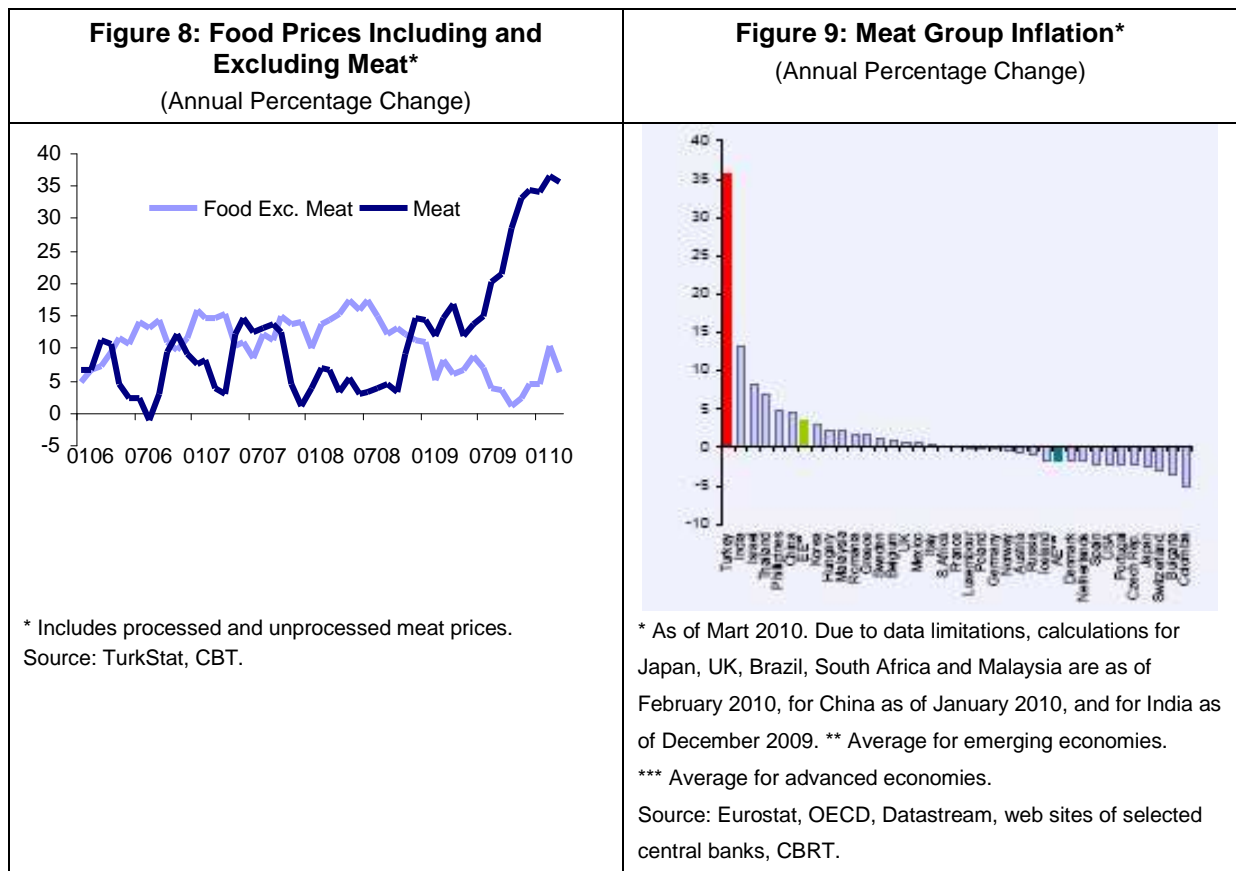 Figure 8: Food Prices Including and
Excluding Meat*
(Annual Percentage Change)
40
35
30
25
20
15
10
5
0
-5
Food Exc. Meat
Meat
0106 0706 0107 0707 0108 0708 0109 0709 0110
* Includes processed and unprocessed meat prices.
Source: TurkStat, CBT.
Figure 9: Meat Group Inflation*
(Annual Percentage Change)
40
35
30
25
20
15
10
5
0
-5
-10
Turkey
India
Israel
Thailand
Philippines
China
EE**
Korea
Hungary
Malaysia
Romania
Greece
Sweden
Belgium
UK
Mexico
Italy
S.Africa
France
Luxembour
Poland
Germany
Norway
Austria
Russia
Iceland
Denmark
Netherlands
Spain
USA
Portugal
Czech Rep.
Japan
Switzerland
Bulgaria
Colombia
* As of Mart 2010. Due to data limitations, calculations for
Japan, UK, Brazil, South Africa and Malaysia are as of
February 2010, for China as of January 2010, and for India as
of December 2009. ** Average for emerging economies.
*** Average for advanced economies.
Source: Eurostat, OECD, Datastream, web sites of selected
central banks, CBRT.